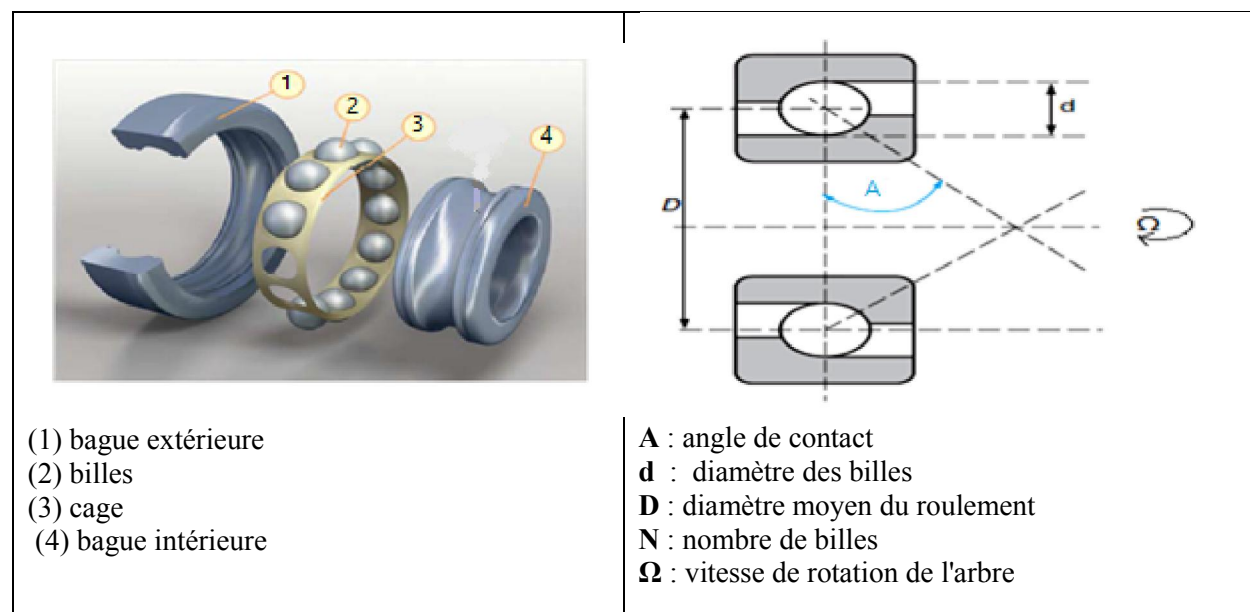 1
2
3
4
d
A
D
Ω
(1) bague extérieure
(2) billes
(3) cage
(4) bague intérieure
A : angle de contact
d : diamètre des billes
D : diamètre moyen du roulement
N : nombre de billes
Ω : vitesse de rotation de l'arbre